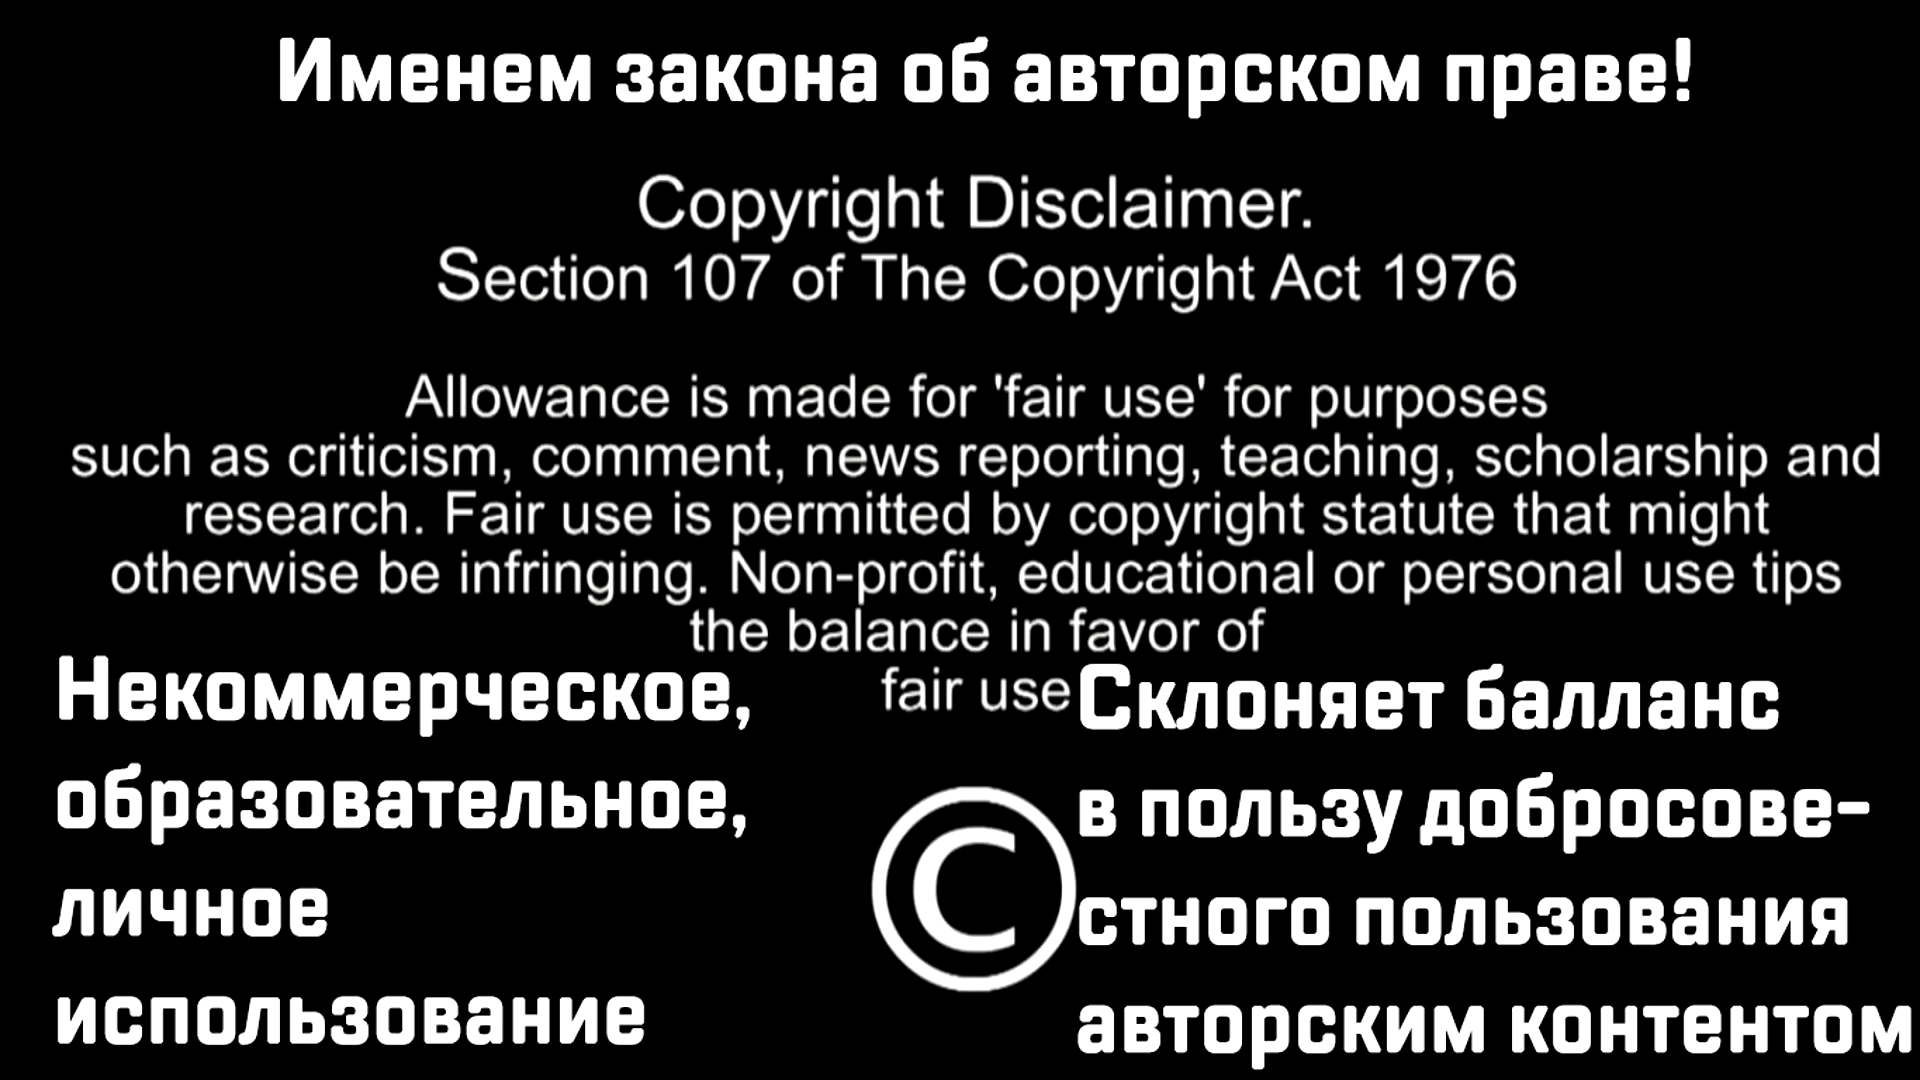 Именем закона об авторском праве!
Copyright Disclaimer.
Section 107 of The Copyright Act 1976
Allowance is made for 'fair use' for purposes
such as criticism, comment, news reporting, teaching, scholarship and
research. Fair use is permitted by copyright statute that might
otherwise be infringing. Non-profit, educational or personal use tips
the balance in favor of
fair use
Некоммерческое,
образовательное,
личное
использование
©
Склоняет балланс
в пользу добросове-
стного пользования
авторским контентом